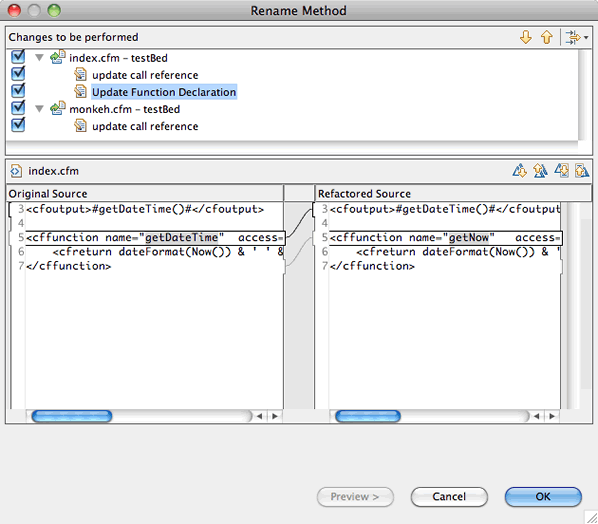 Rename Method
Changes to be performed
index.cfm – testBed
update call reference
Update Function Declaration
monkeh.cfm – testBed
update call reference
index.cfm
Original Source
3 <cfoutput>#getDateTime()#</cfoutput>
4
5 <cffunction name="getDateTime" access=
6 <cfreturn dateFormat(Now()) & ' ' &
7 </cffunction>
Refactored Source
3 <cfoutput>#getDateTime()#</cfoutput
4
5 <cffunction name="getNow" access=
6 <cfreturn dateFormat(Now()) & '
7 </cffunction>
Preview >
Cancel
OK